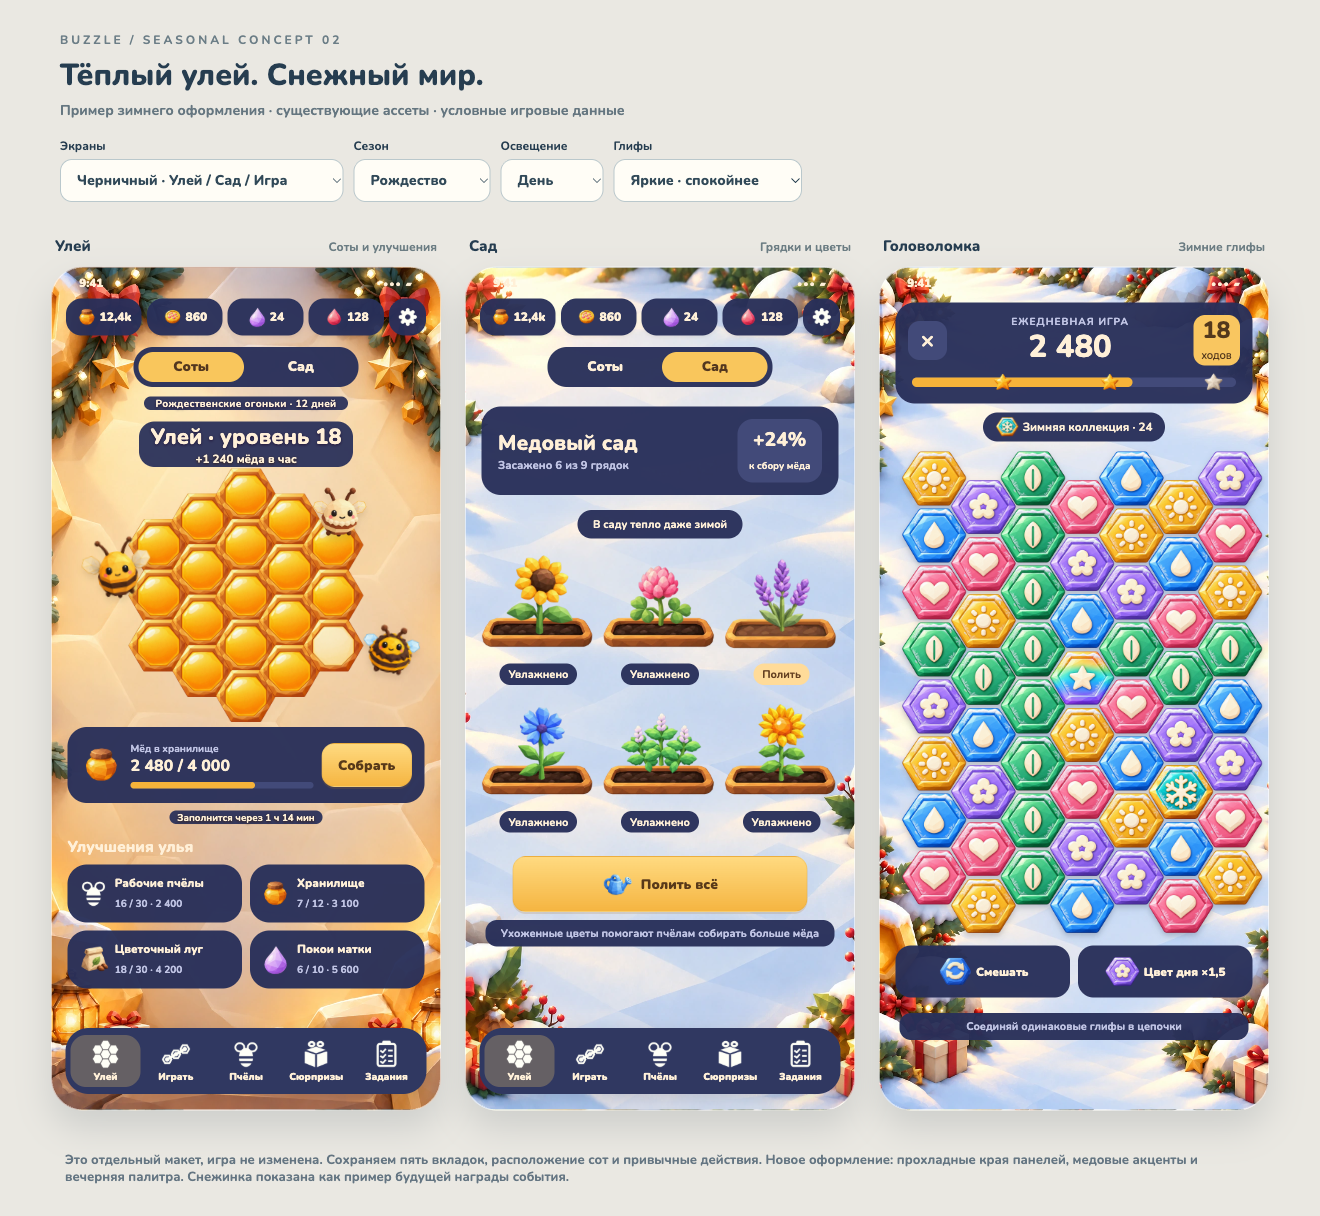 BUZZLE / SEASONAL CONCEPT 02
Тёплый улей. Снежный мир.
Пример зимнего оформления · существующие ассеты · условные игровые данные
Экраны
Сезон
Освещение
Глифы
Черничный · Улей / Сад / Игра
Рождество
День
Яркие · спокойнее
Улей
Соты и улучшения
9:41
12,4k
860
24
128
Соты
Сад
Рождественские огоньки · 12 дней
Улей · уровень 18
+1 240 мёда в час
Мёд в хранилище
2 480 / 4 000
Собрать
Заполнится через 1 ч 14 мин
Улучшения улья
Рабочие пчёлы
16 / 30 · 2 400
Хранилище
7 / 12 · 3 100
Цветочный луг
18 / 30 · 4 200
Покои матки
6 / 10 · 5 600
Улей
Играть
Пчёлы
Сюрпризы
Задания
Сад
Грядки и цветы
9:41
12,4k
860
24
128
Соты
Сад
Медовый сад
Засажено 6 из 9 грядок
+24%
к сбору мёда
В саду тепло даже зимой
Увлажнено
Увлажнено
Полить
Увлажнено
Увлажнено
Увлажнено
Полить всё
Ухоженные цветы помогают пчёлам собирать больше мёда
Улей
Играть
Пчёлы
Сюрпризы
Задания
Головоломка
Зимние глифы
9:41
ЕЖЕДНЕВНАЯ ИГРА
2 480
18
ходов
Зимняя коллекция · 24
Смешать
Цвет дня ×1,5
Соединяй одинаковые глифы в цепочки
Это отдельный макет, игра не изменена. Сохраняем пять вкладок, расположение сот и привычные действия. Новое оформление: прохладные края панелей, медовые акценты и
вечерняя палитра. Снежинка показана как пример будущей награды события.